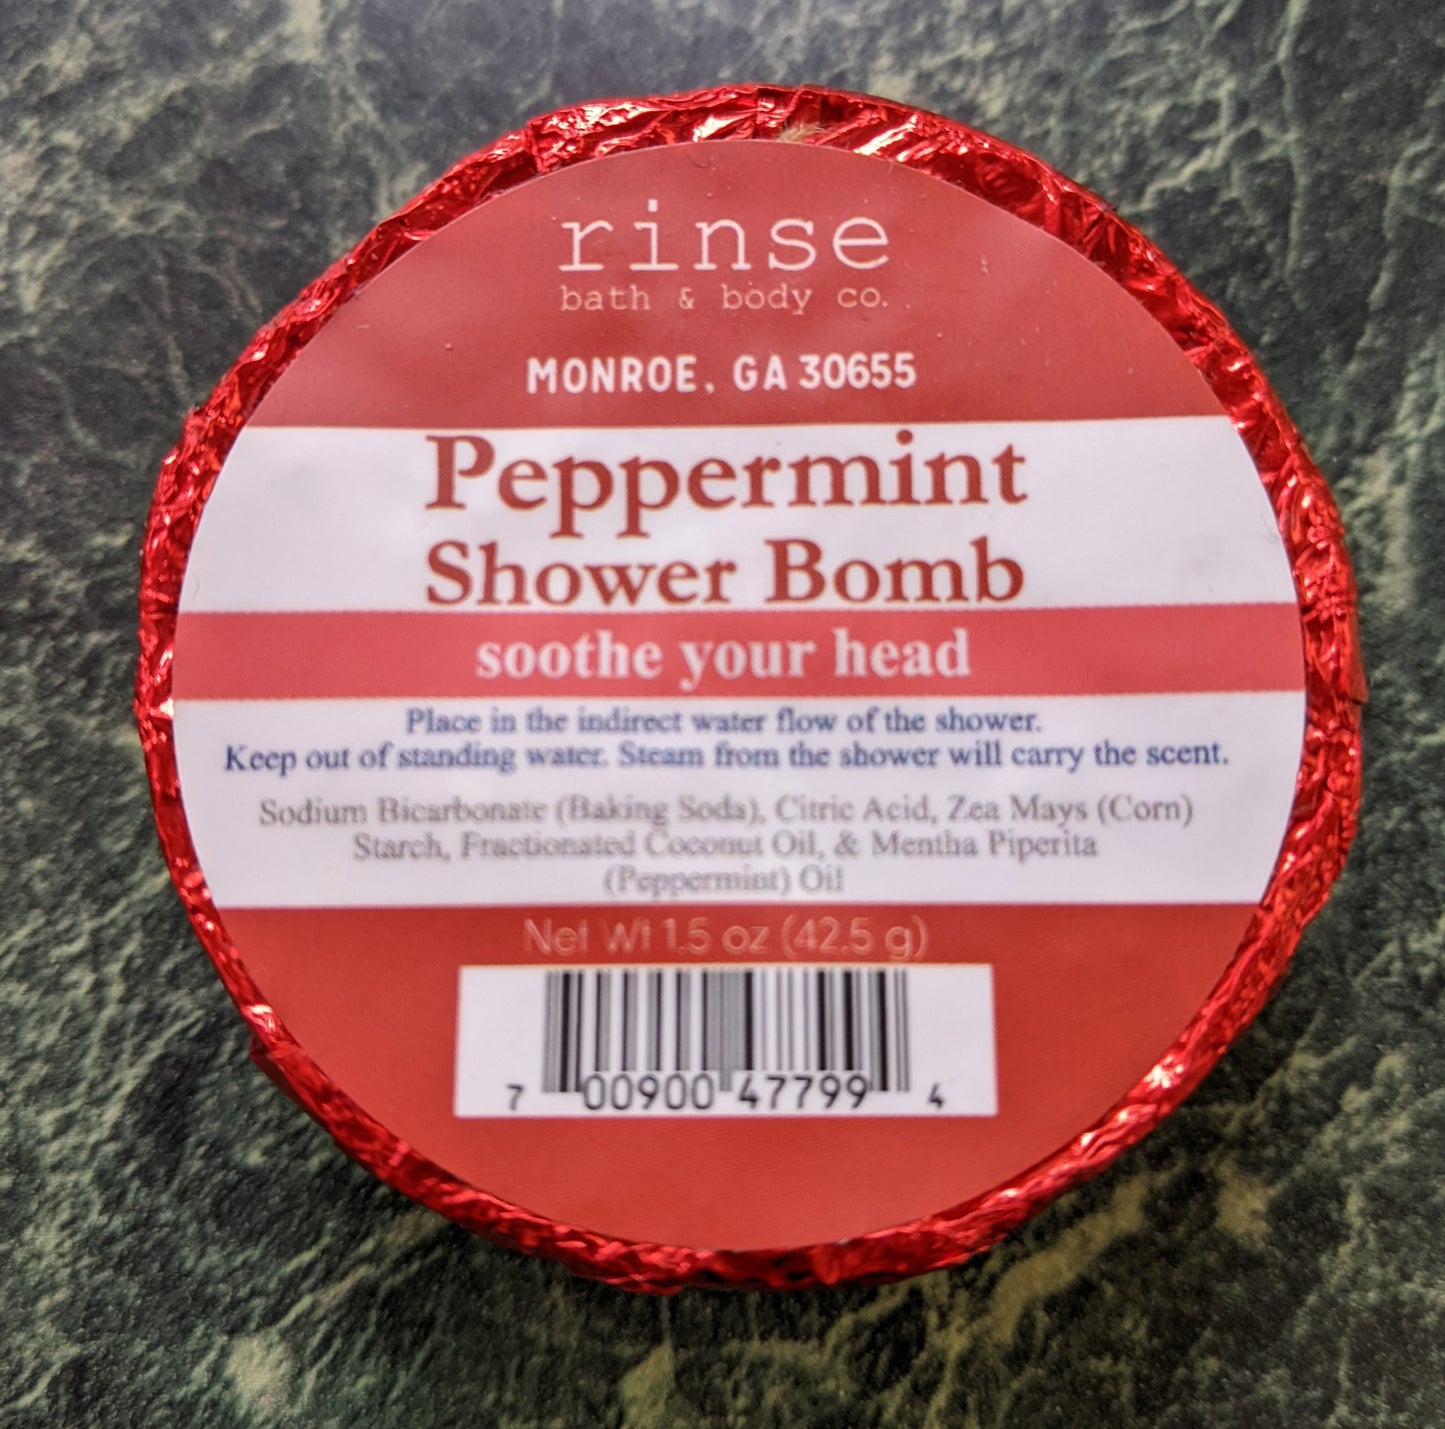 rinse
bath & body co.
MONROE, GA 30655
Peppermint
Shower Bomb
soothe your head
Place in the indirect water flow of the shower.
Keep out of standing water. Steam from the shower will carry the scent.
Sodium Bicarbonate (Baking Soda), Citric Acid, Zea Mays (Corn)
Starch, Fractionated Coconut Oil, & Mentha Piperita
(Peppermint) Oil
Net Wt 1.5 oz (42.5 g)
7 00900 47799 4